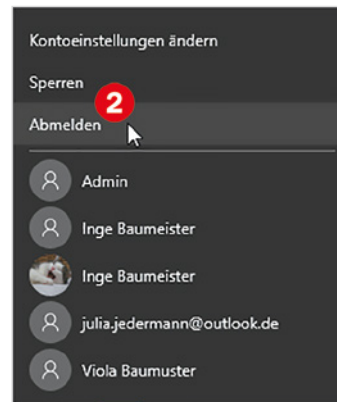 Kontoeinstellungen ändern
Sperren
2
Abmelden
Admin
Inge Baumeister
Inge Baumeister
julia.jedermann@outlook.de
Viola Baumuster